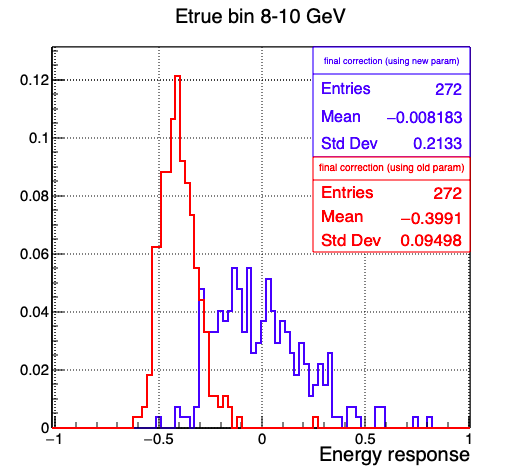 Etrue bin 8-10 GeV
final correction (using new param)
Entries 272
Mean −0.008183
Std Dev 0.2133
final correction (using old param)
Entries 272
Mean −0.3991
Std Dev 0.09498
0.12
0.1
0.08
0.06
0.04
0.02
0
−1 −0.5 0 0.5 1
Energy response